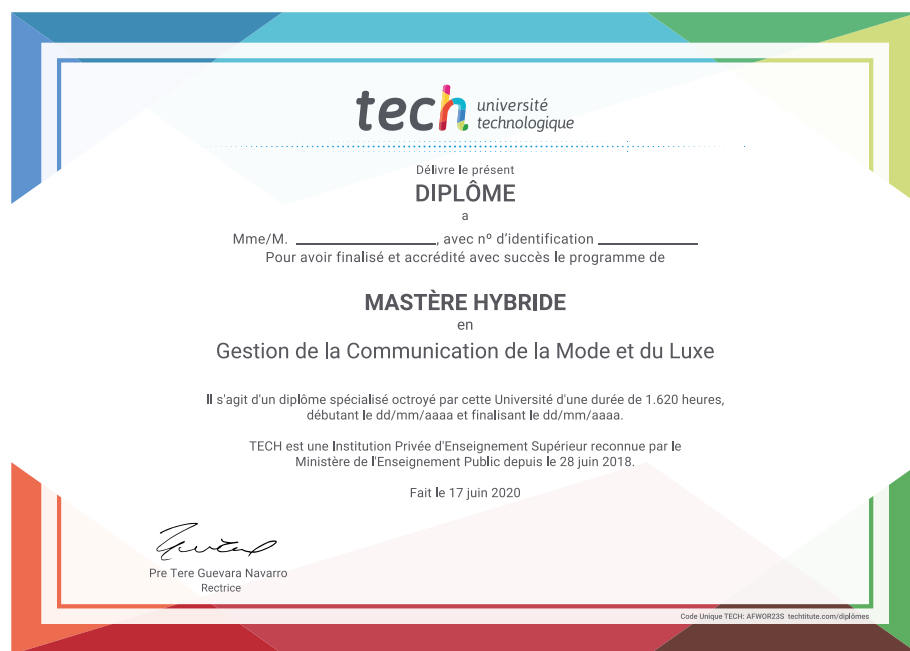 tech université
technologique
Délivre le présent
DIPLÔME
a
Mme/M. _________________, avec nº d'identification ____________
Pour avoir finalisé et accrédité avec succès le programme de
MASTÈRE HYBRIDE
en
Gestion de la Communication de la Mode et du Luxe
Il s'agit d'un diplôme spécialisé octroyé par cette Université d'une durée de 1.620 heures,
débutant le dd/mm/aaaa et finalisant le dd/mm/aaaa.
TECH est une Institution Privée d'Enseignement Supérieur reconnue par le
Ministère de l'Enseignement Public depuis le 28 juin 2018.
Fait le 17 juin 2020
Pre Tere Guevara Navarro
Rectrice
Code Unique TECH: AFWOR23S techtitute.com/diplômes